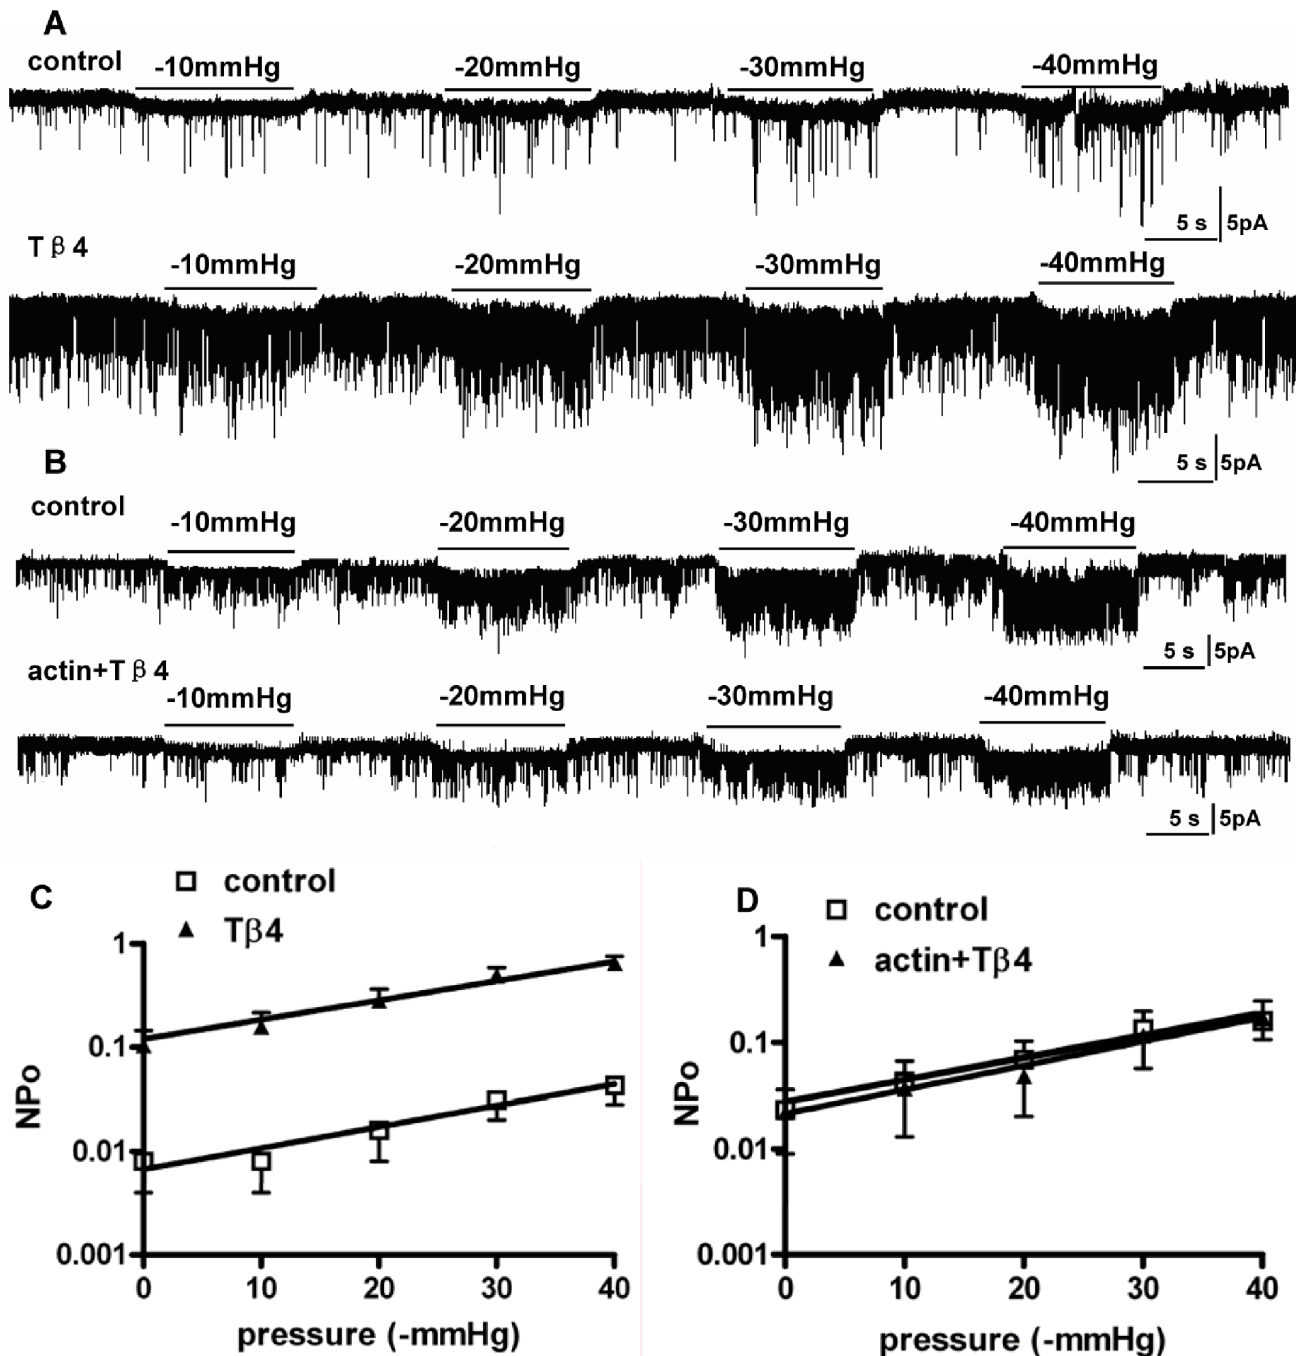 A
control -10mmHg -20mmHg -30mmHg -40mmHg
5 s 5pA
Tβ4
-10mmHg -20mmHg -30mmHg -40mmHg
5 s 5pA
B
control
-10mmHg -20mmHg -30mmHg -40mmHg
5 s 5pA
actin+Tβ4
-10mmHg -20mmHg -30mmHg -40mmHg
5 s 5pA
C
control
Tβ4
1
0.1
0.01
0.001
NPo
0 10 20 30 40
pressure (-mmHg)
D
control
actin+Tβ4
1
0.1
0.01
0.001
NPo
0 10 20 30 40
pressure (-mmHg)